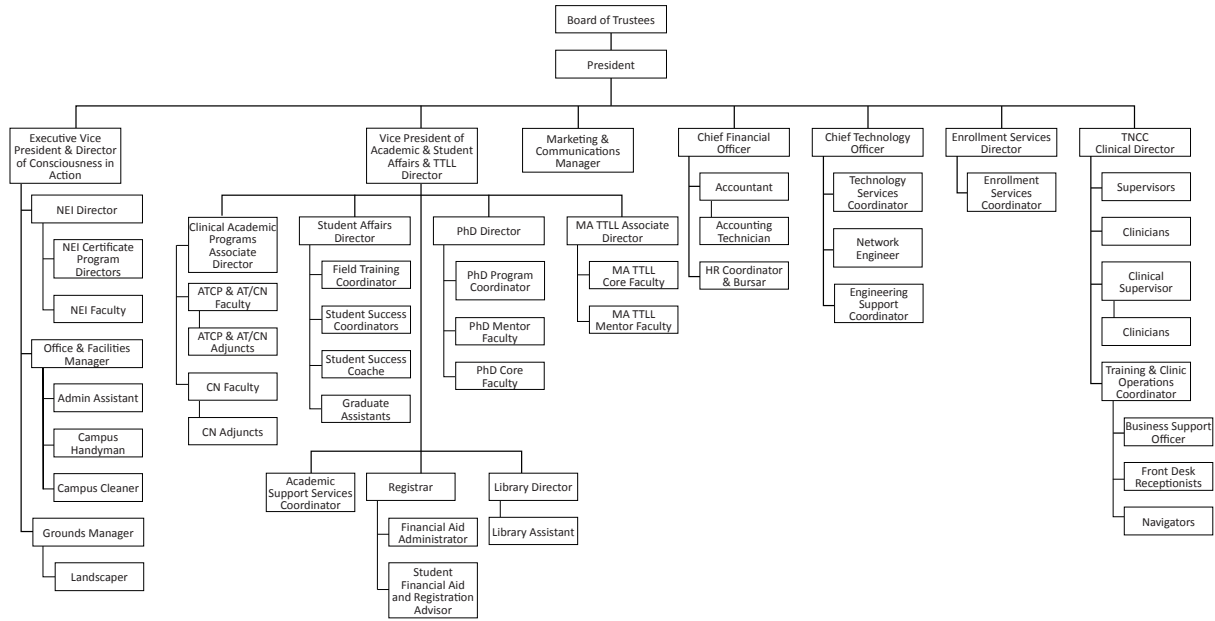 Board of Trustees
President
Executive Vice
President & Director
of Consciousness in
Action
NEI Director
NEI Certificate
Program
Directors
NEI Faculty
Office & Facilities
Manager
Admin Assistant
Campus
Handyman
Campus Cleaner
Grounds Manager
Landscaper
Vice President of
Academic & Student
Affairs & TTLL
Director
Clinical Academic
Programs
Associate
Director
ATCP & AT/CN
Faculty
ATCP & AT/CN
Adjuncts
CN Faculty
CN Adjuncts
Student Affairs
Director
Field Training
Coordinator
Student Success
Coordinators
Student Success
Coache
Graduate
Assistants
PhD Director
PhD Program
Coordinator
PhD Mentor
Faculty
PhD Core
Faculty
MA TTLL Associate
Director
MA TTLL
Core Faculty
MA TTLL
Mentor Faculty
Academic
Support Services
Coordinator
Registrar
Financial Aid
Administrator
Student
Financial Aid
and Registration
Advisor
Library Director
Library Assistant
Marketing &
Communications
Manager
Chief Financial
Officer
Accountant
Accounting
Technician
HR Coordinator
& Bursar
Chief Technology
Officer
Technology
Services
Coordinator
Network
Engineer
Engineering
Support
Coordinator
Enrollment Services
Director
Enrollment
Services
Coordinator
TNCC
Clinical Director
Supervisors
Clinicians
Clinical
Supervisor
Clinicians
Training & Clinic
Operations
Coordinator
Business Support
Officer
Front Desk
Receptionists
Navigators